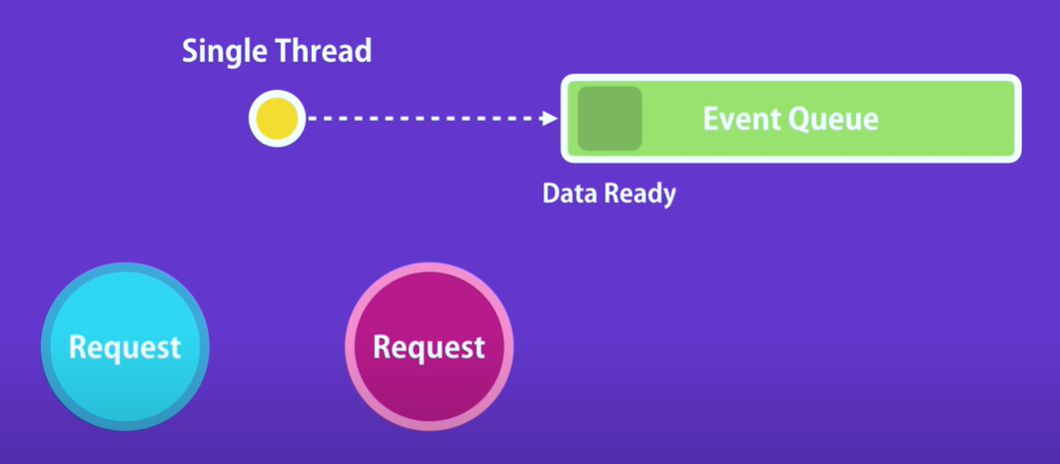 Single Thread
Event Queue
Data Ready
Request
Request